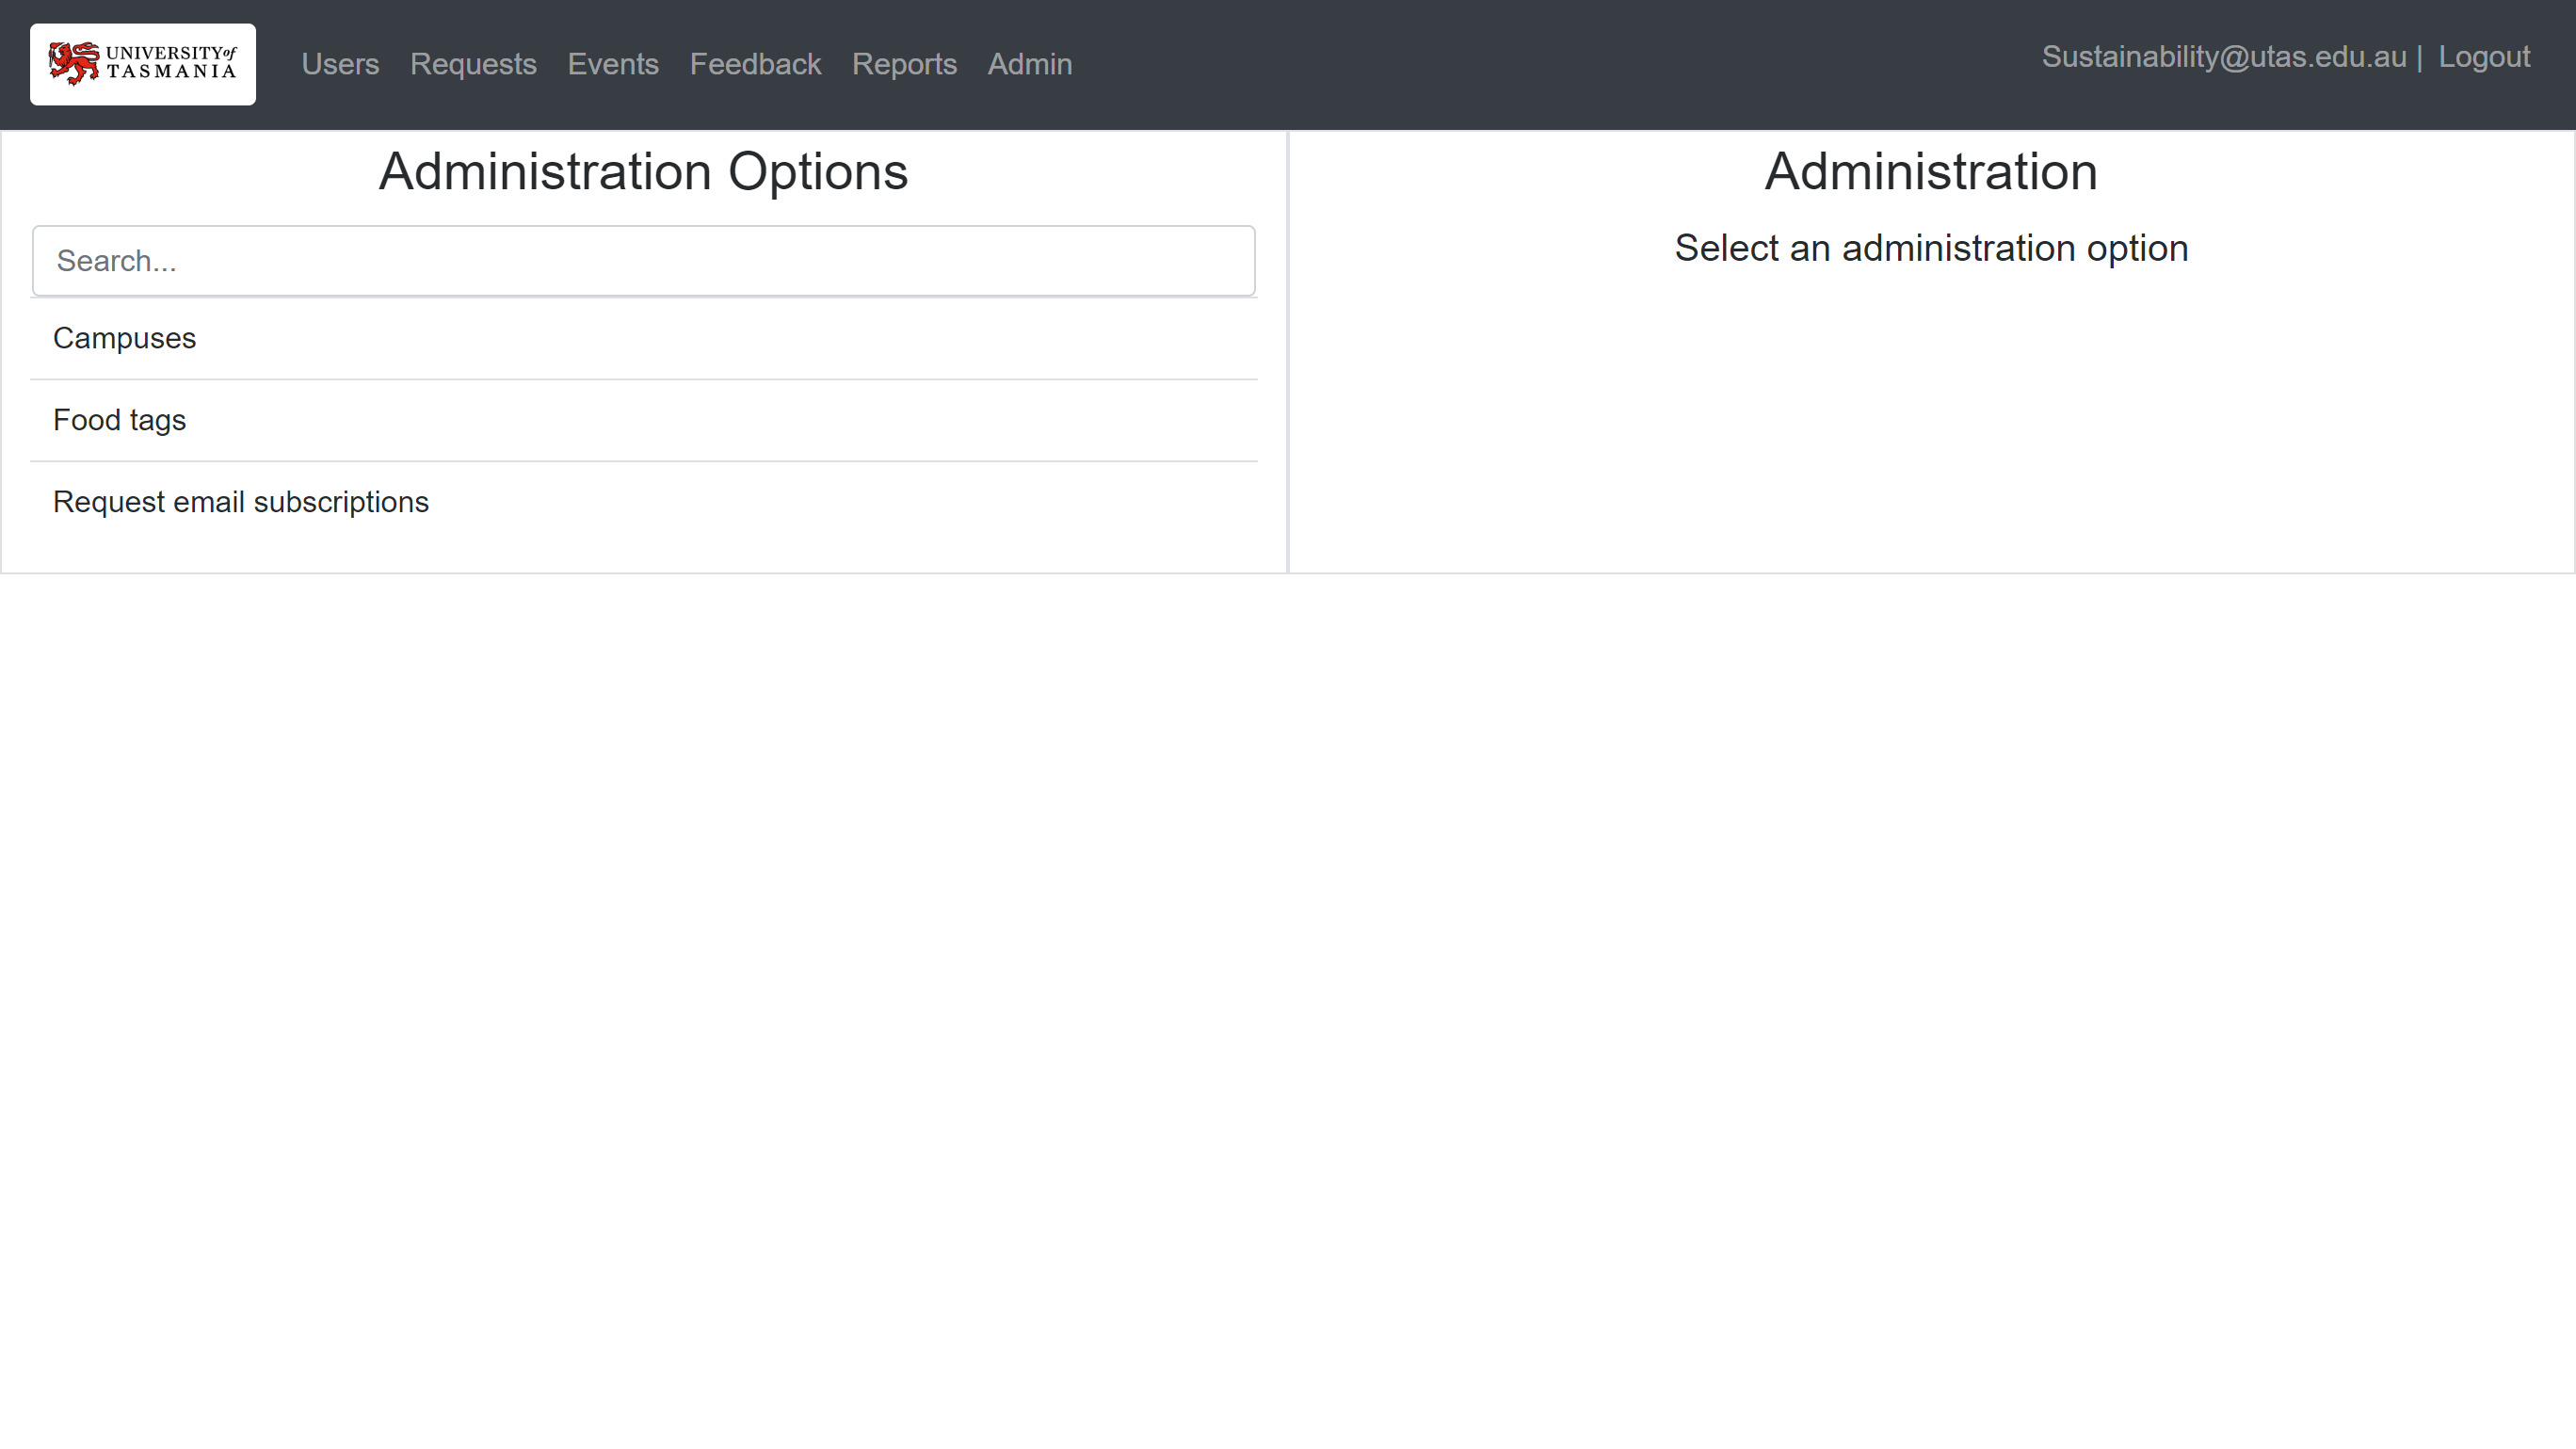 UNIVERSITY of
TASMANIA
Users Requests Events Feedback Reports Admin
Sustainability@utas.edu.au | Logout
Administration Options
Search...
Campuses
Food tags
Request email subscriptions
Administration
Select an administration option